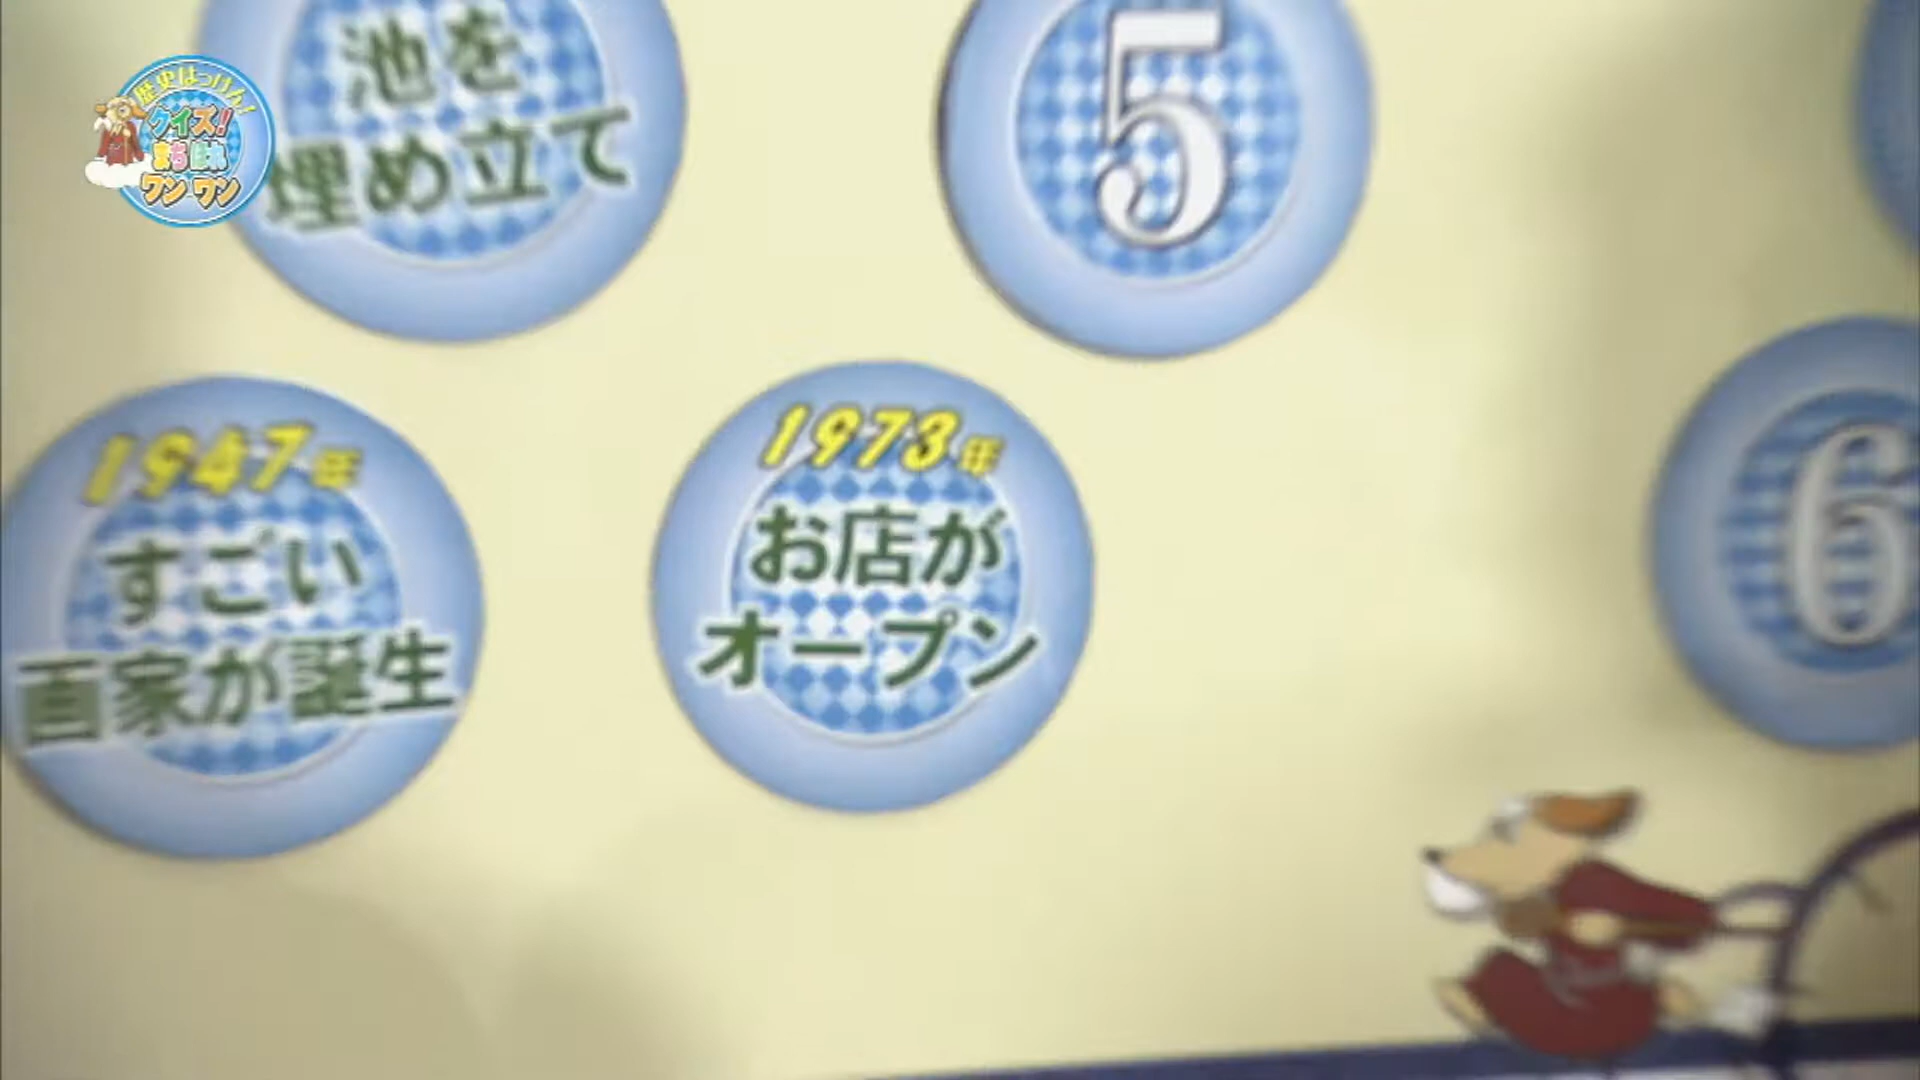 歴史はっけん!
クイズ!
まちほれ
ワンワン
池を
埋め立て
5
1947年
すごい
画家が誕生
1973年
お店が
オープン
6